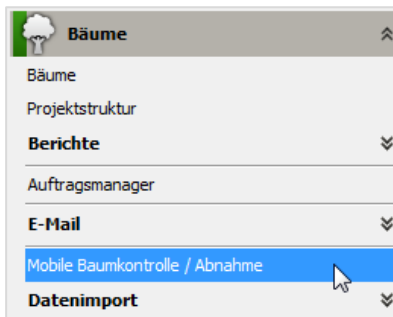 Bäume
Bäume
Projektstruktur
Berichte
Auftragsmanager
E-Mail
Mobile Baumkontrolle / Abnahme
Datenimport